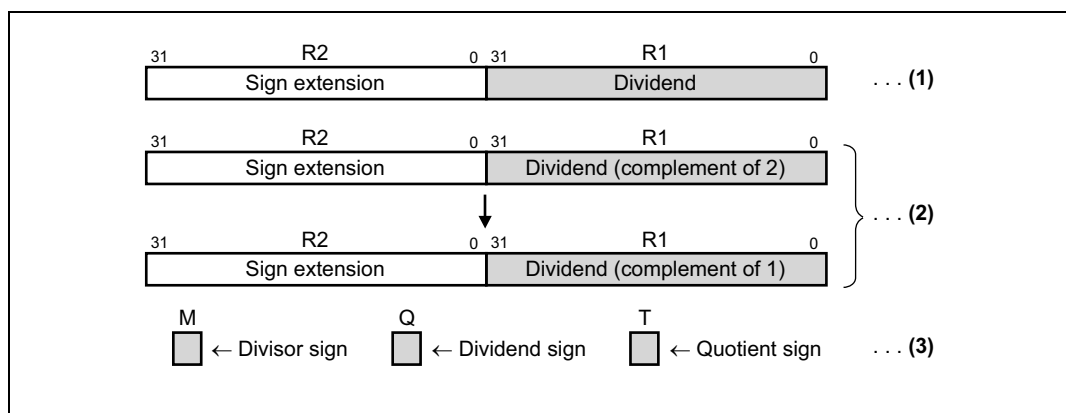 R2 R1
31 0 31 0
Sign extension Dividend . . . (1)
R2 R1
31 0 31 0
Sign extension Dividend (complement of 2)
. . . (2)
R2 R1
31 0 31 0
Sign extension Dividend (complement of 1)
M Q T
← Divisor sign ← Dividend sign ← Quotient sign . . . (3)